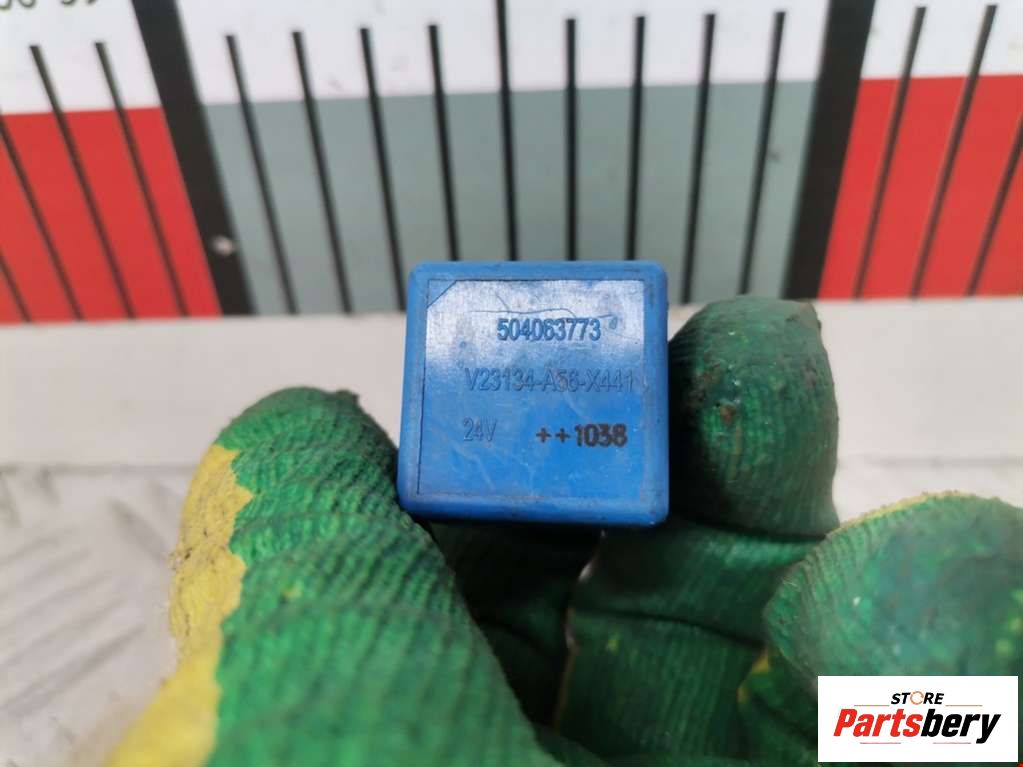 504063773
V23134-A56-X441
24V ++1038
STORE
Partsbery